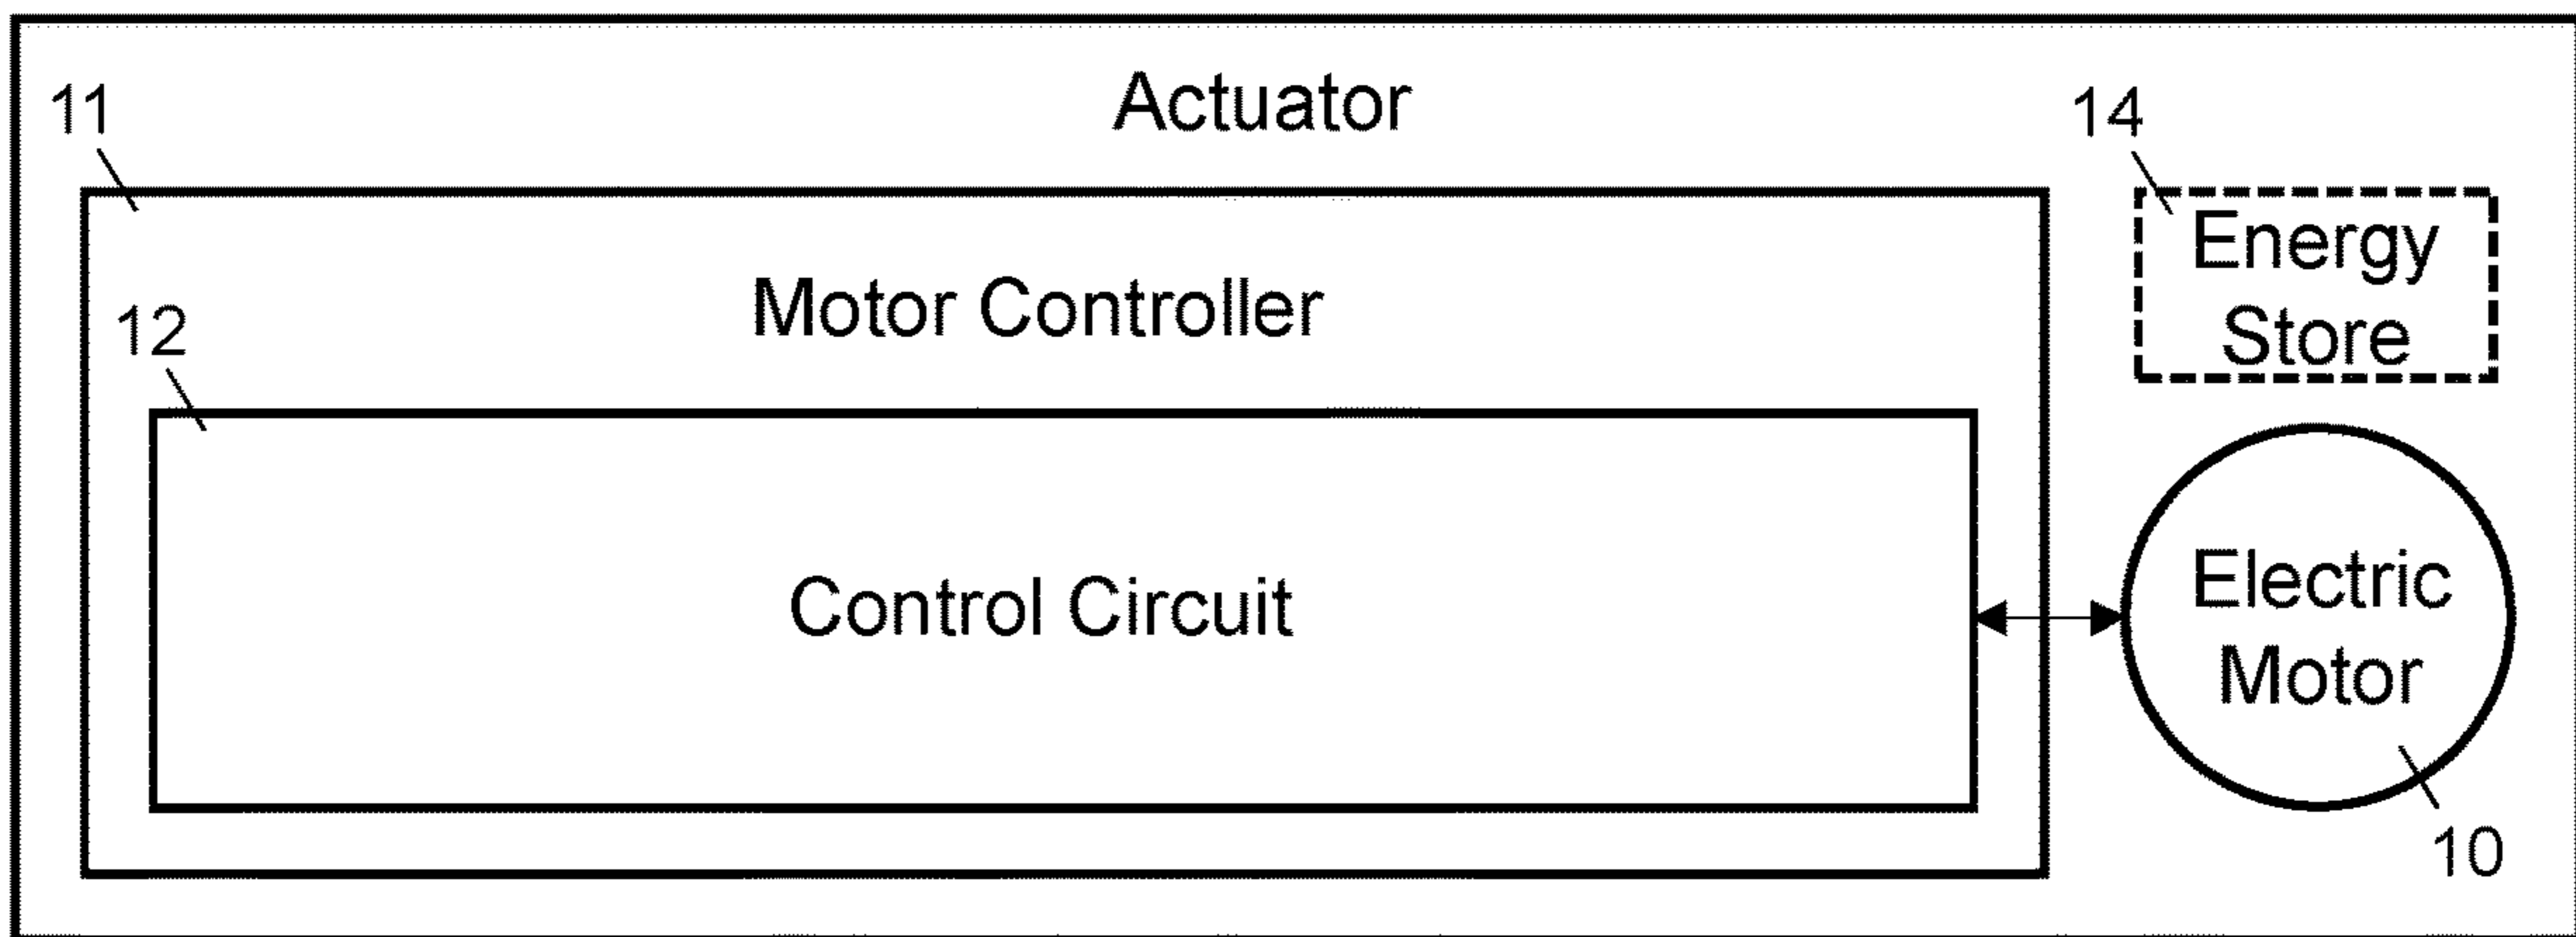 Actuator
11
14
Energy
Store
Motor Controller
12
Control Circuit
Electric
Motor
10